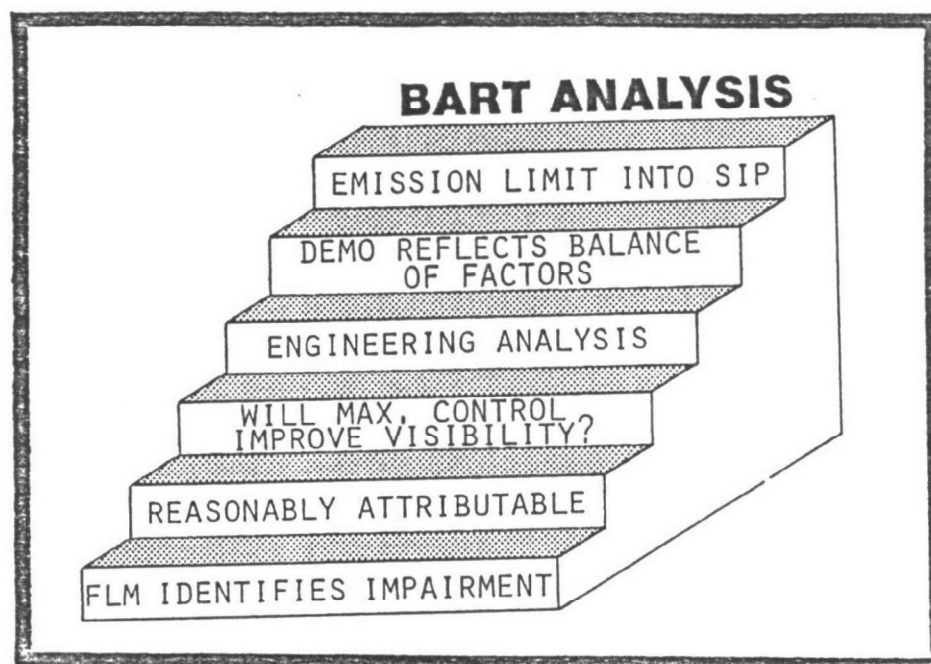 BART ANALYSIS
EMISSION LIMIT INTO SIP
DEMO REFLECTS BALANCE
OF FACTORS
ENGINEERING ANALYSIS
WILL MAX. CONTROL
IMPROVE VISIBILITY?
REASONABLY ATTRIBUTABLE
FLM IDENTIFIES IMPAIRMENT